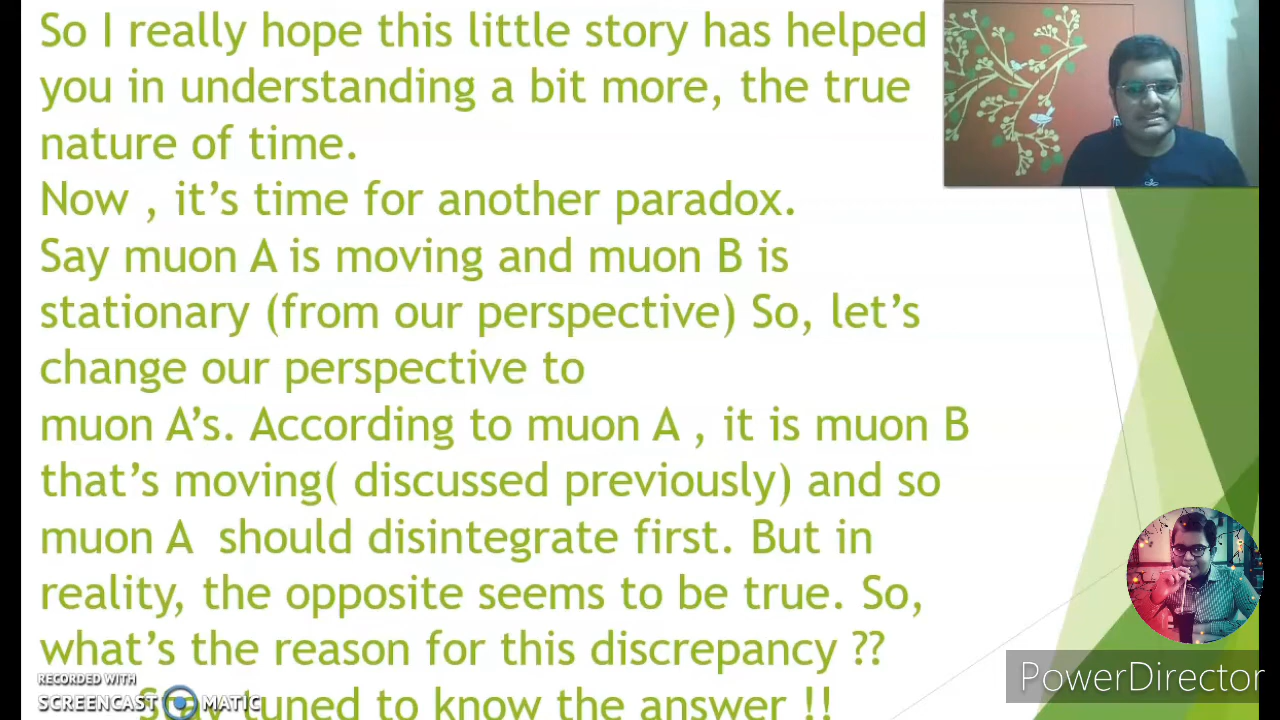 So I really hope this little story has helped
you in understanding a bit more, the true
nature of time.
Now , it's time for another paradox.
Say muon A is moving and muon B is
stationary (from our perspective) So, let's
change our perspective to
muon A's. According to muon A , it is muon B
that's moving( discussed previously) and so
muon A  should disintegrate first. But in
reality, the opposite seems to be true. So,
what's the reason for this discrepancy ??
Stay tuned to know the answer !!
RECORDED WITH
SCREENCAST MATIC
PowerDirector